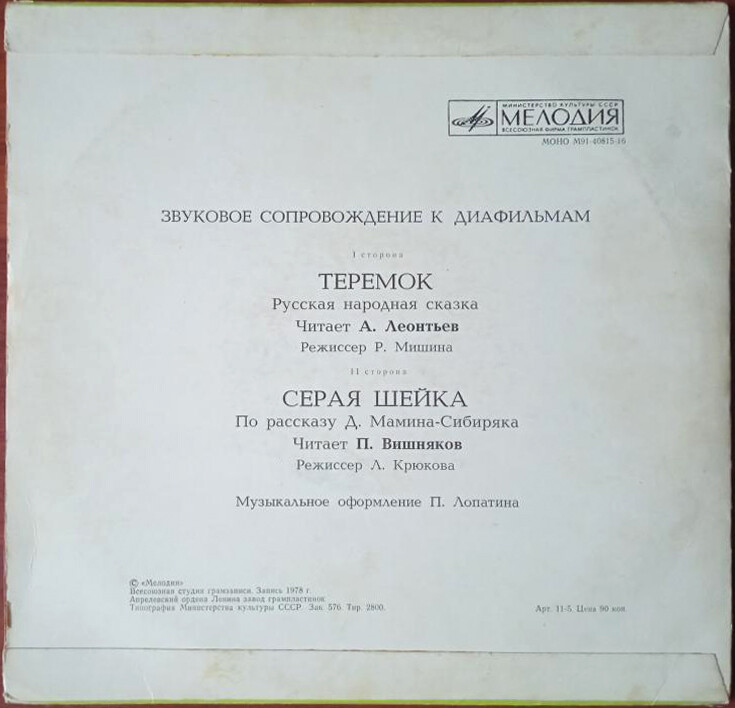 МИНИСТЕРСТВО КУЛЬТУРЫ СССР
МЕЛОДИЯ
ВСЕСОЮЗНАЯ ФИРМА ГРАМПЛАСТИНОК
МОНО М91-40815-16
ЗВУКОВОЕ СОПРОВОЖДЕНИЕ К ДИАФИЛЬМАМ
I сторона
ТЕРЕМОК
Русская народная сказка
Читает А. Леонтьев
Режиссер Р. Мишина
II сторона
СЕРАЯ ШЕЙКА
По рассказу Д. Мамина-Сибиряка
Читает П. Вишняков
Режиссер Л. Крюкова
Музыкальное оформление П. Лопатина
© «Мелодия»
Всесоюзная студия грамзаписи. Запись 1978 г.
Апрелевский ордена Ленина завод грампластинок
Типография Министерства культуры СССР Зак. 576. Тир. 2800.
Арт. 11-5. Цена 90 коп.